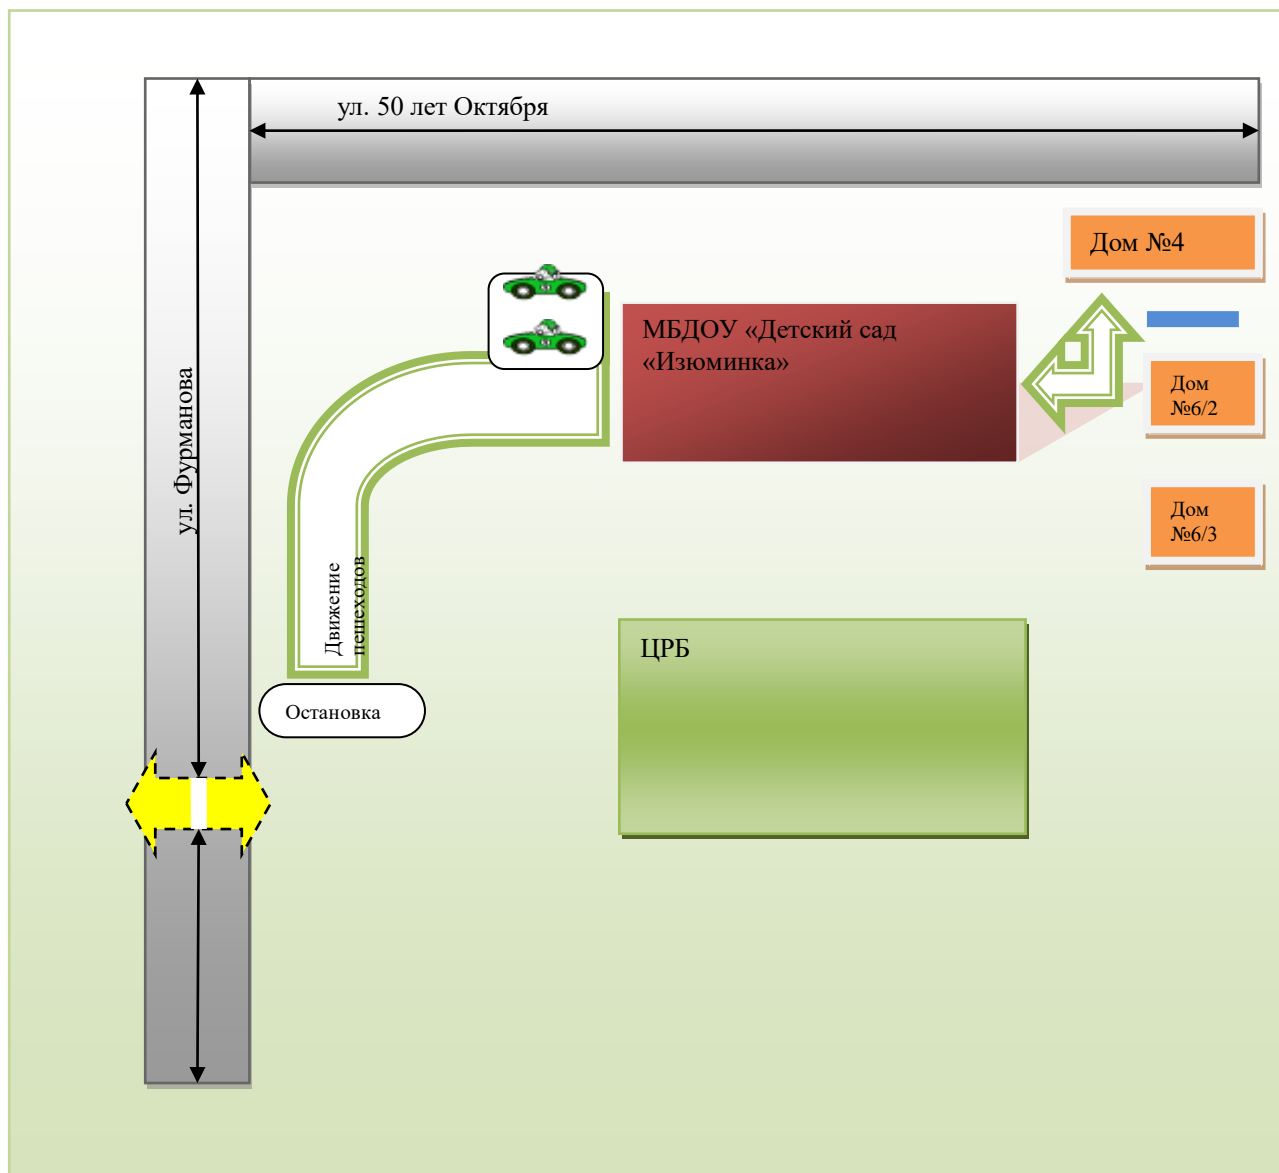 ул. 50 лет Октября
Дом №4
МБДОУ «Детский сад
«Изюминка»
Дом
№6/2
ул. Фурманова
Дом
№6/3
Движение
пешеходов
ЦРБ
Остановка